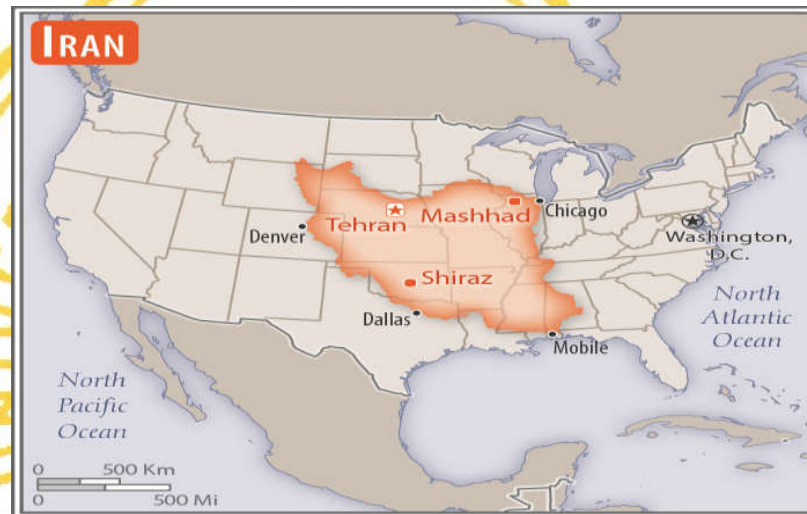 IRAN
Tehran
Mashhad
Chicago
Denver
Washington,
D.C.
Shiraz
Dallas
Mobile
North
Atlantic
Ocean
North
Pacific
Ocean
0 500 Km
0 500 Mi